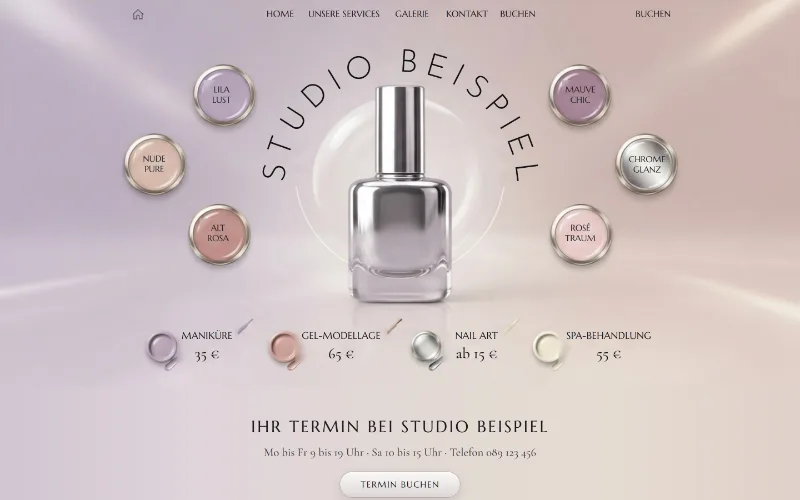 HOME UNSERE SERVICES GALERIE KONTAKT BUCHEN BUCHEN
STUDIO BEISPIEL
LILA
LUST
MAUVE
CHIC
NUDE
PURE
CHROME
GLANZ
ALT
ROSA
ROSÉ
TRAUM
MANIKÜRE
35 €
GEL-MODELLAGE
65 €
NAIL ART
ab 15 €
SPA-BEHANDLUNG
55 €
IHR TERMIN BEI STUDIO BEISPIEL
Mo bis Fr 9 bis 19 Uhr · Sa 10 bis 15 Uhr · Telefon 089 123 456
TERMIN BUCHEN